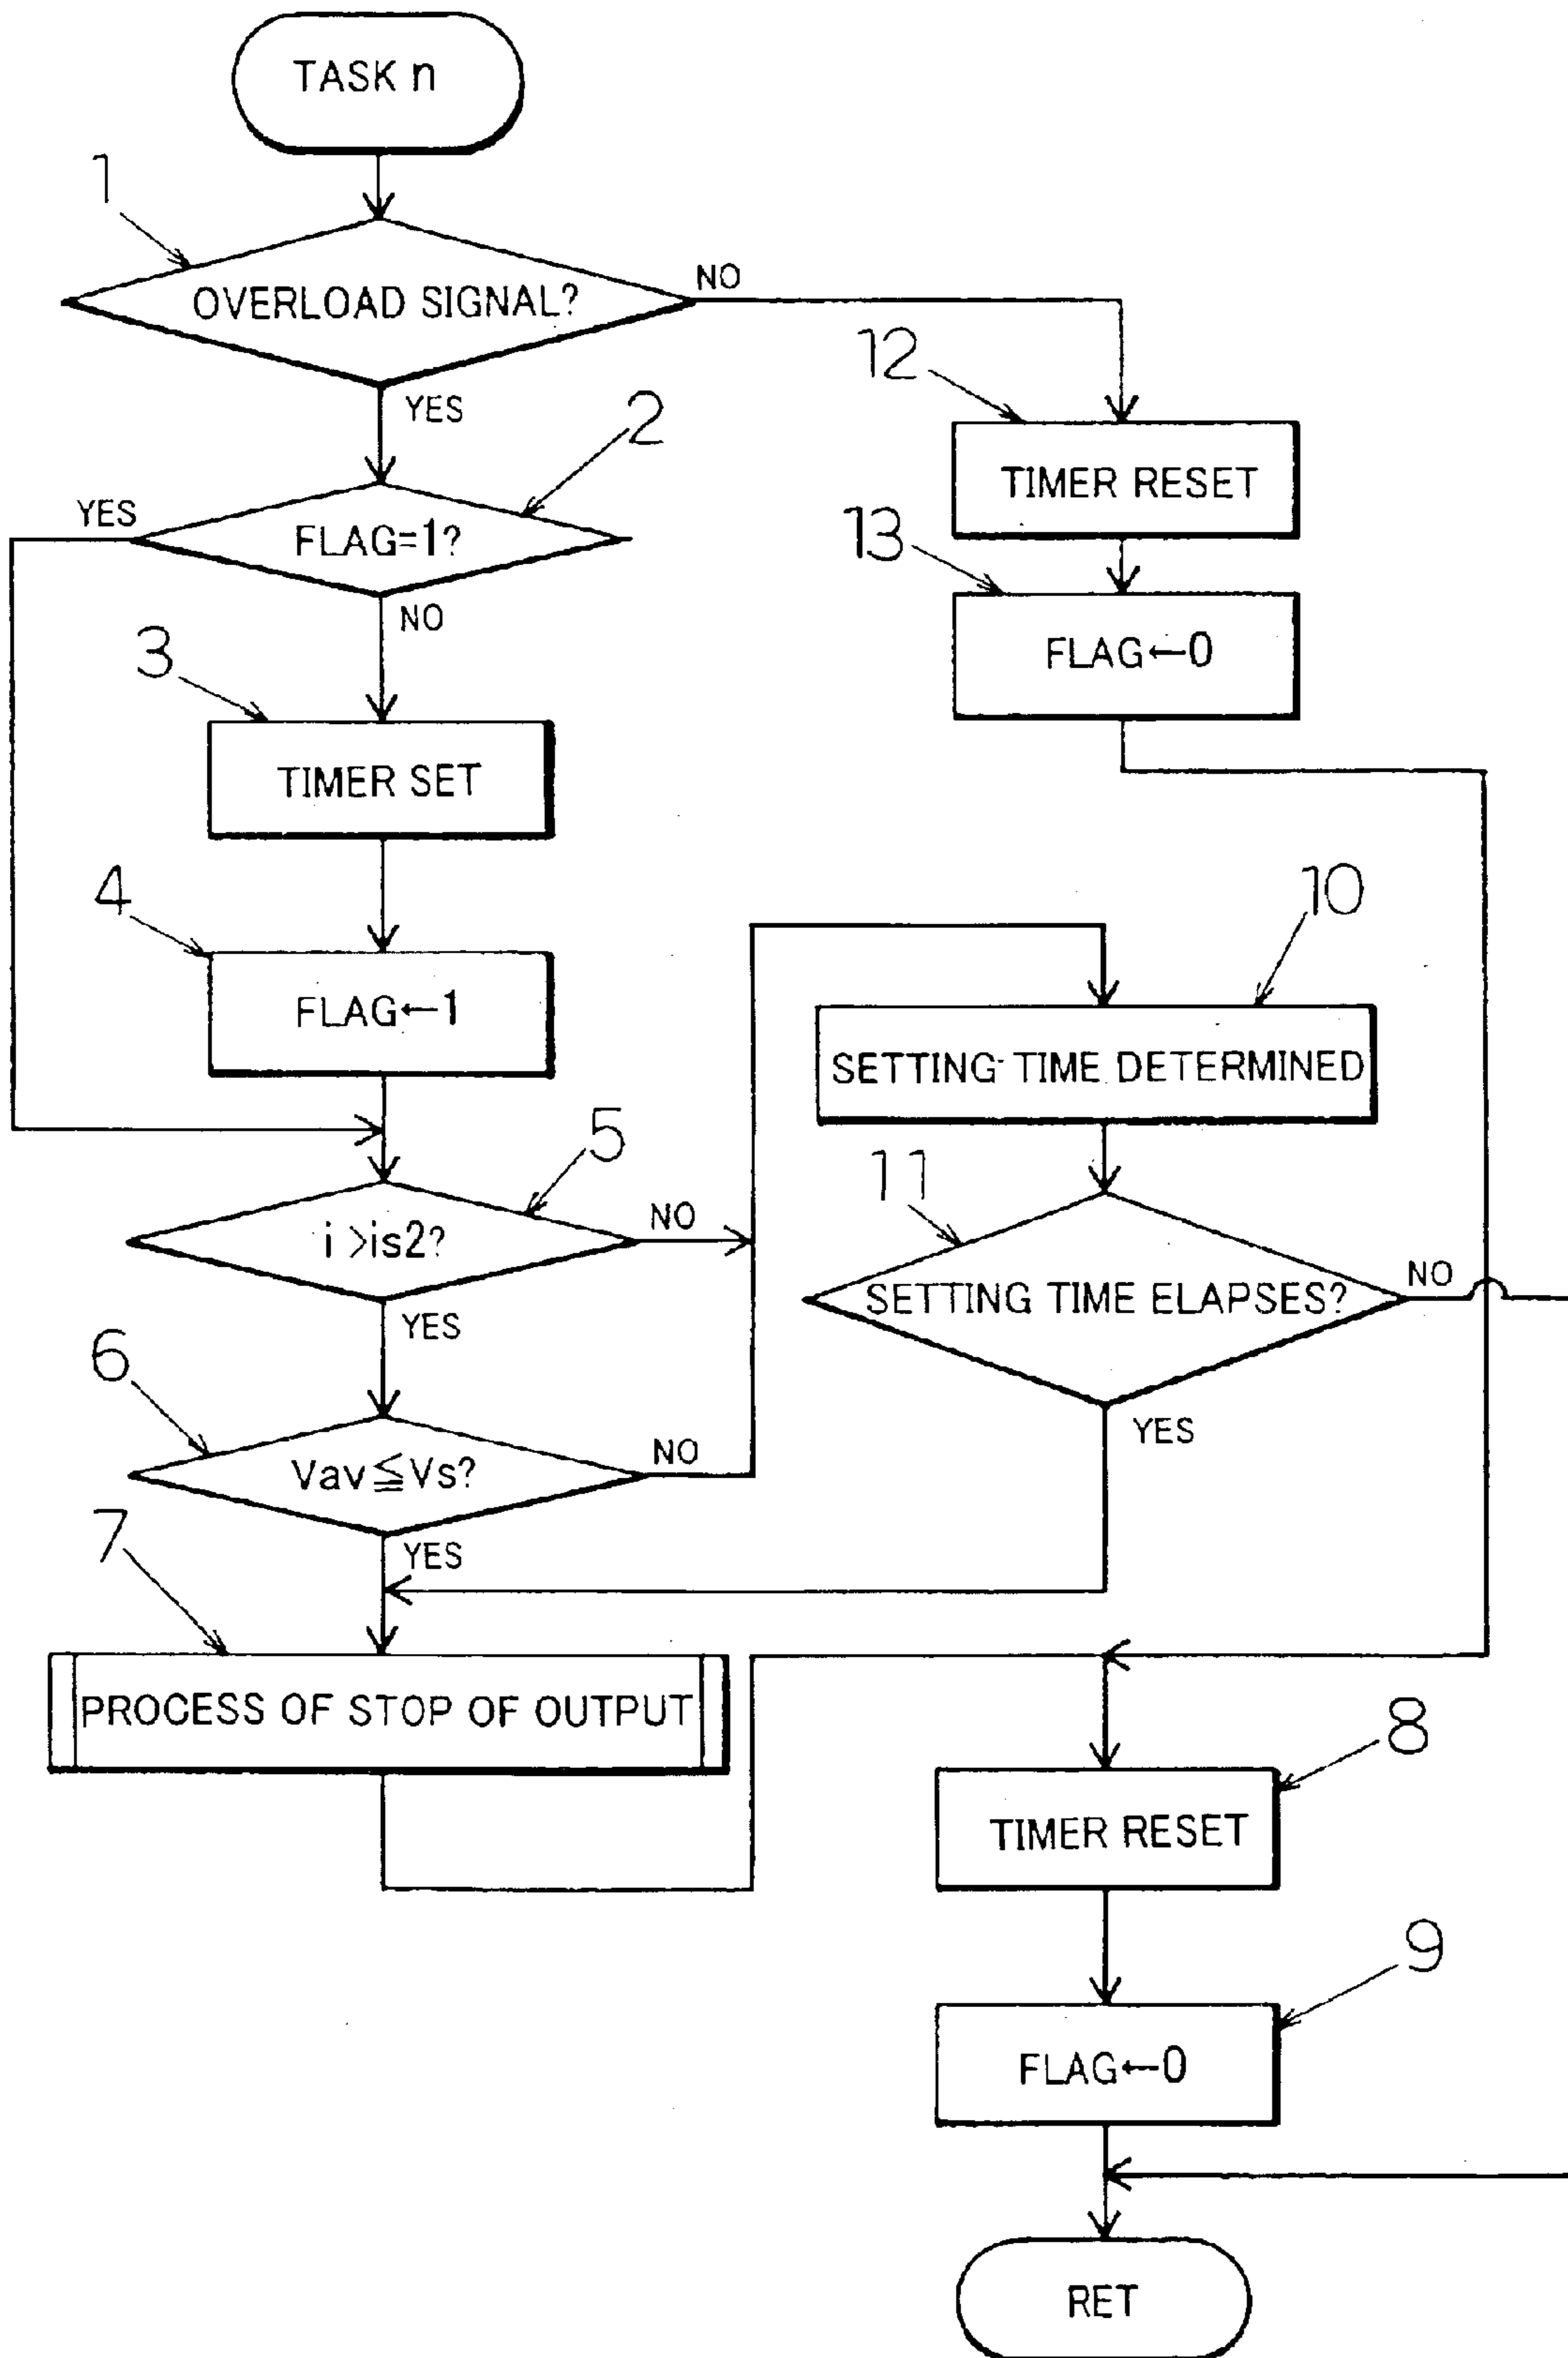 TASK n
1
OVERLOAD SIGNAL?
NO
YES
2
YES
FLAG=1?
NO
3
TIMER SET
4
FLAG←1
5
i >is2?
NO
YES
6
Vav≦Vs?
NO
YES
7
PROCESS OF STOP OF OUTPUT
12
TIMER RESET
13
FLAG←0
10
SETTING TIME DETERMINED
11
SETTING TIME ELAPSES?
NO
YES
8
TIMER RESET
9
FLAG←0
RET